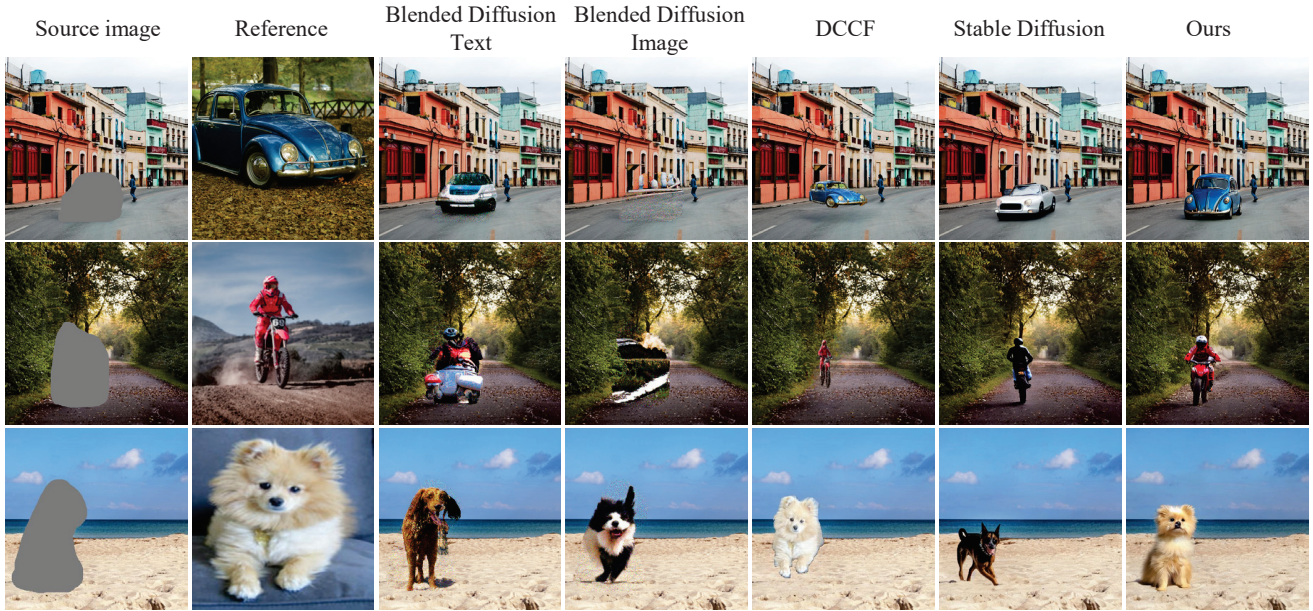 Source image
Reference
Blended Diffusion
Text
Blended Diffusion
Image
DCCF
Stable Diffusion
Ours